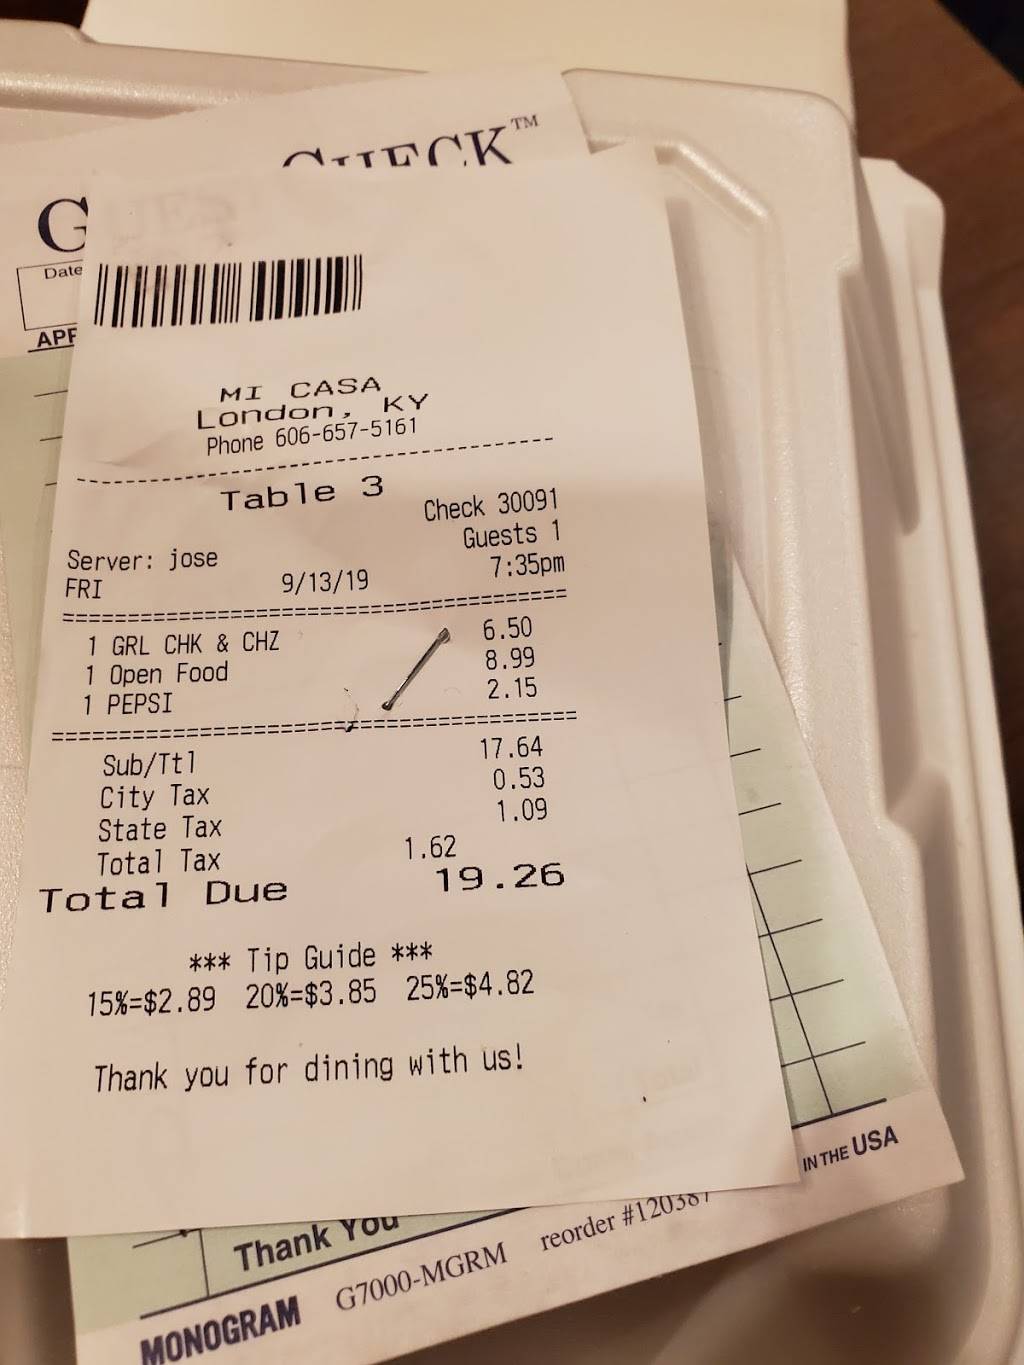 CHECK™
G
Date
APP
MI CASA
London, KY
Phone 606-657-5161
Table 3
Check 30091
Guests 1
Server: jose
7:35pm
FRI 9/13/19
1 GRL CHK & CHZ 6.50
1 Open Food 8.99
1 PEPSI 2.15
Sub/Ttl 17.64
City Tax 0.53
State Tax 1.09
Total Tax 1.62
Total Due 19.26
*** Tip Guide ***
15%=$2.89 20%=$3.85 25%=$4.82
Thank you for dining with us!
IN THE USA
Thank You
MONOGRAM G7000-MGRM reorder #120387